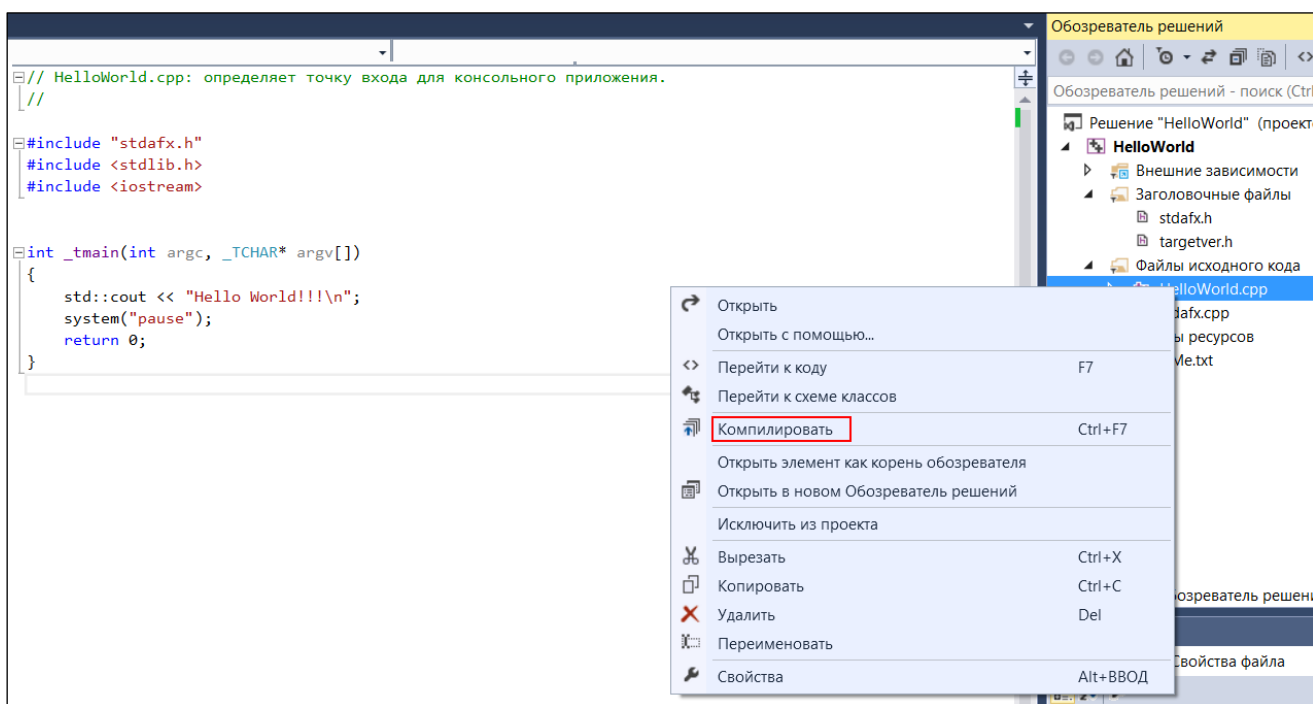 // HelloWorld.cpp: определяет точку входа для консольного приложения.
//
#include "stdafx.h"
#include <stdlib.h>
#include <iostream>
int _tmain(int argc, _TCHAR* argv[])
{
std::cout << "Hello World!!!\n";
system("pause");
return 0;
}
Обозреватель решений
Обозреватель решений - поиск (Ctrl
Решение "HelloWorld" (проект
HelloWorld
Внешние зависимости
Заголовочные файлы
stdafx.h
targetver.h
Файлы исходного кода
HelloWorld.cpp
dafx.cpp
ы ресурсов
Me.txt
Открыть
Открыть с помощью...
Перейти к коду F7
Перейти к схеме классов
Компилировать Ctrl+F7
Открыть элемент как корень обозревателя
Открыть в новом Обозреватель решений
Исключить из проекта
Вырезать Ctrl+X
Копировать Ctrl+C
Удалить Del
Переименовать
Свойства Alt+ВВОД
озреватель решен
Свойства файла